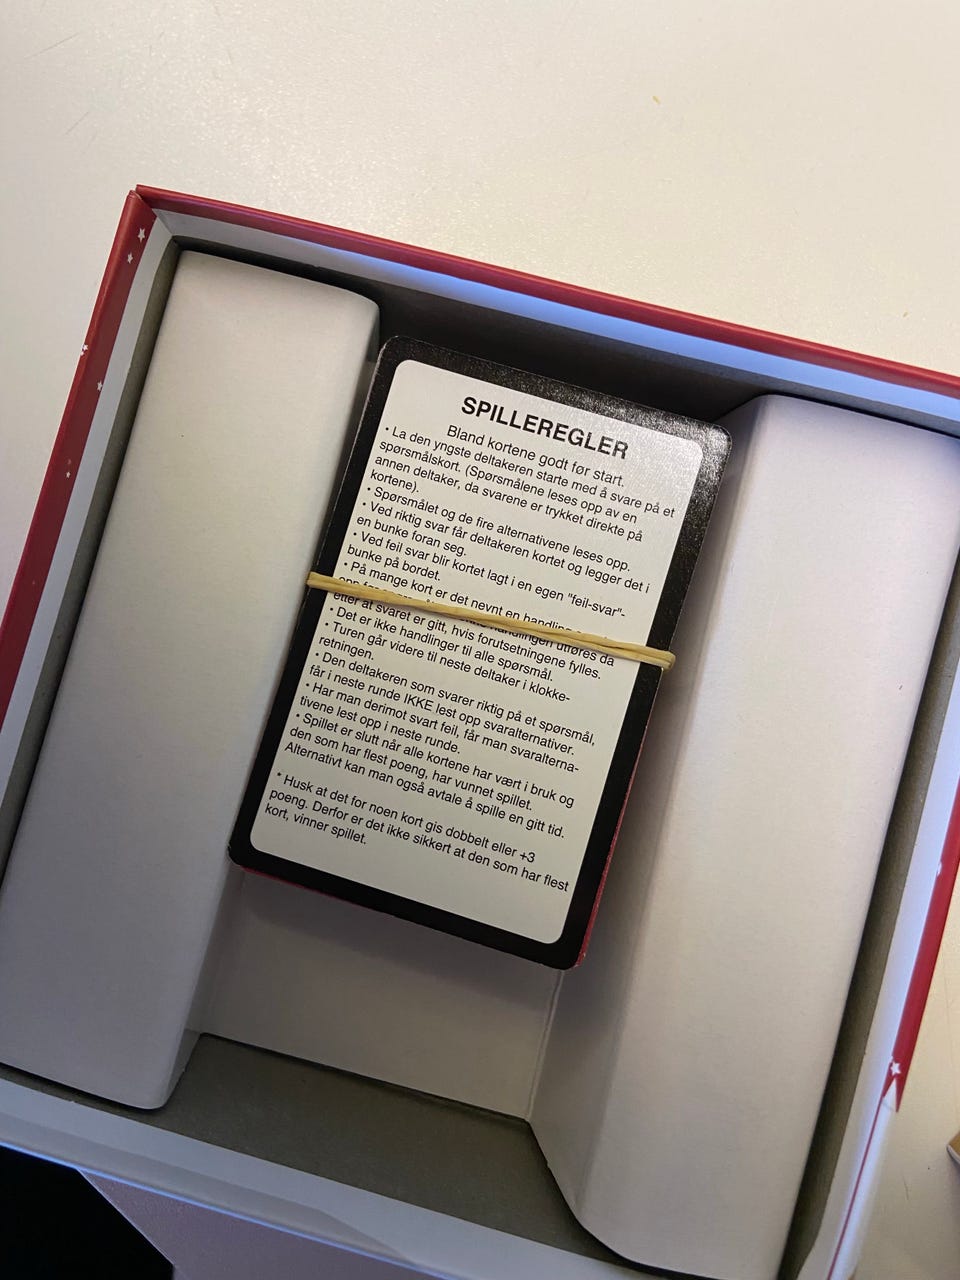 SPILLEREGLER
Bland kortene godt før start.
• La den yngste deltakeren starte med å svare på et
spørsmålskort. (Spørsmålene leses opp av en
annen deltaker, da svarene er trykket direkte på
kortene).
• Spørsmålet og de fire alternativene leses opp.
• Ved riktig svar får deltakeren kortet og legger det i
en bunke foran seg.
• Ved feil svar blir kortet lagt i en egen "feil-svar"-
bunke på bordet.
• På mange kort er det nevnt en
handlingen utføres da
etter at svaret er gitt, hvis forutsetningene fylles.
• Det er ikke handlinger til alle spørsmål.
• Turen går videre til neste deltaker i klokke-
retningen.
• Den deltakeren som svarer riktig på et spørsmål,
får i neste runde IKKE lest opp svaralternativer.
• Har man derimot svart feil, får man svaralterna-
tivene lest opp i neste runde.
• Spillet er slutt når alle kortene har vært i bruk og
den som har flest poeng, har vunnet spillet.
Alternativt kan man også avtale å spille en gitt tid.
* Husk at det for noen kort gis dobbelt eller +3
poeng. Derfor er det ikke sikkert at den som har flest
kort, vinner spillet.